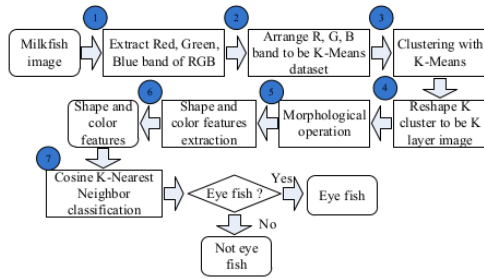 1
2
3
Milkfish
image
Extract Red, Green,
Blue band of RGB
Arrange R, G, B
band to be K-Means
dataset
Clustering with
K-Means
6
5
4
Shape and
color features
Shape and
color features
extraction
Morphological
operation
Reshape K
cluster to be K
layer image
7
Cosine K-Nearest
Neighbor
classification
Eye fish ?
Yes
Eye fish
No
Not eye
fish